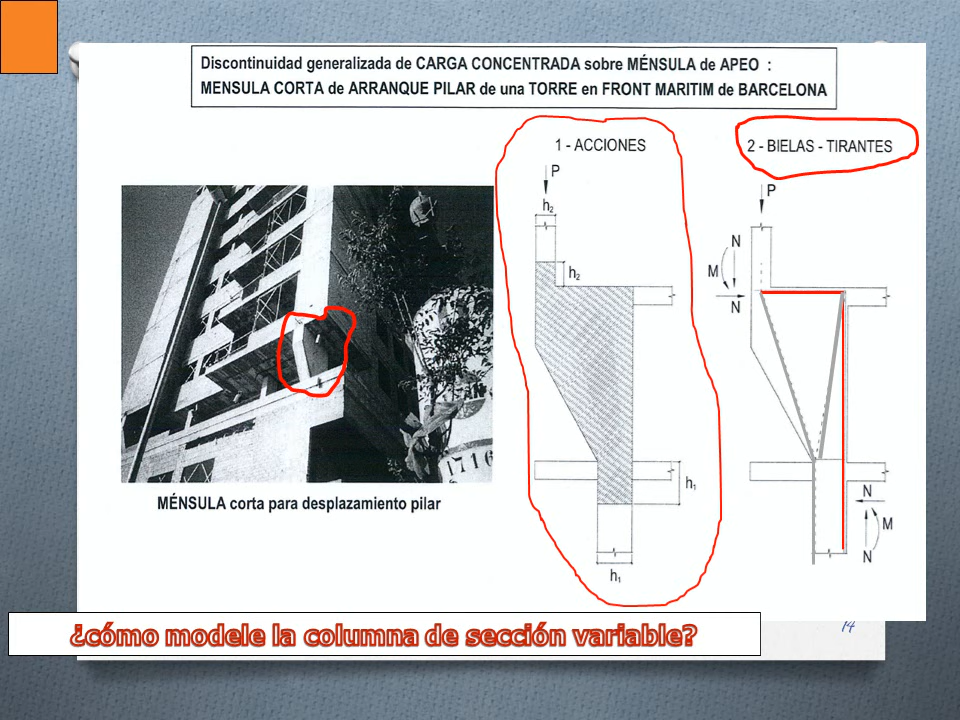 Discontinuidad generalizada de CARGA CONCENTRADA sobre MÉNSULA de APEO :
MENSULA CORTA de ARRANQUE PILAR de una TORRE en FRONT MARITIM de BARCELONA
1 - ACCIONES
2 - BIELAS - TIRANTES
P
h₂
h₂
h₁
h₁
P
N
M
N
N
M
N
1716
MÉNSULA corta para desplazamiento pilar
¿cómo modele la columna de sección variable?
14